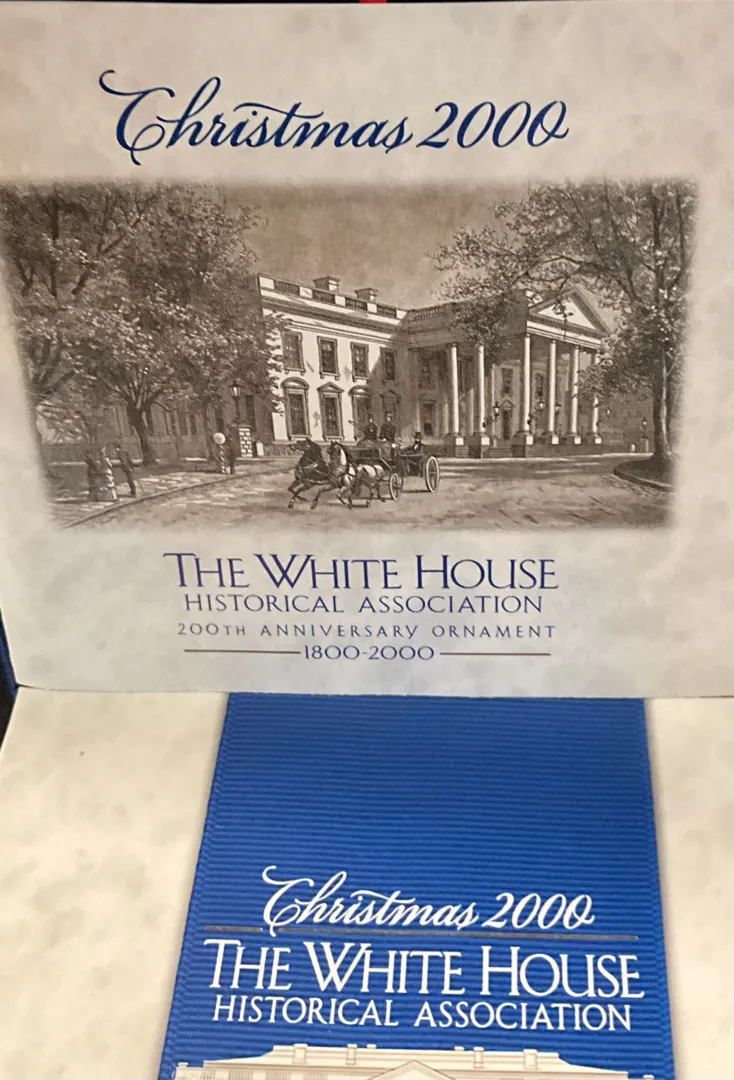 Christmas 2000
THE WHITE HOUSE
HISTORICAL ASSOCIATION
200TH ANNIVERSARY ORNAMENT
1800-2000
Christmas 2000
THE WHITE HOUSE
HISTORICAL ASSOCIATION